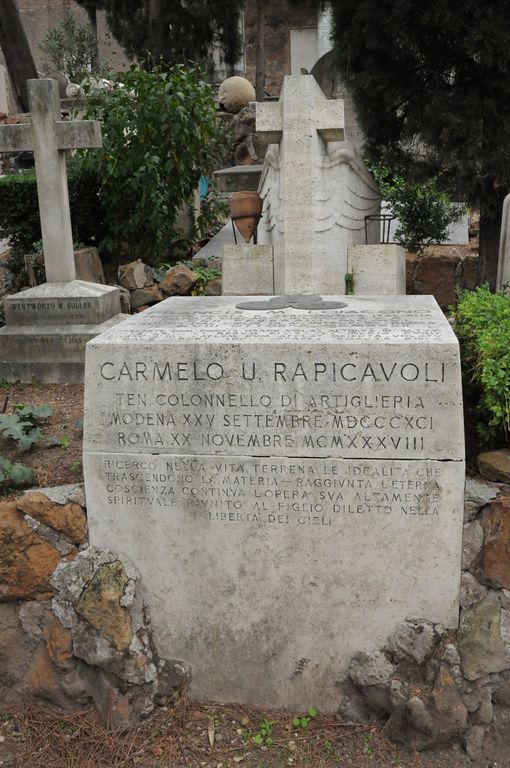 WENTWORTH W. BULLER
CARMELO U. RAPICAVOLI
TEN. COLONNELLO DI ARTIGLIERIA
MODENA XXV SETTEMBRE MDCCCXCI
ROMA XX NOVEMBRE MCMXXXVIII
RICERCÒ NELLA VITA TERRENA LE IDEALITÀ CHE
TRASCENDONO LA MATERIA - RAGGIVNTA L'ETERNA
COSCIENZA CONTINVA L'OPERA SVA ALTAMENTE
SPIRITVALE RIVNITO AL FIGLIO DILETTO NELLA
LIBERTÀ DEI CIELI